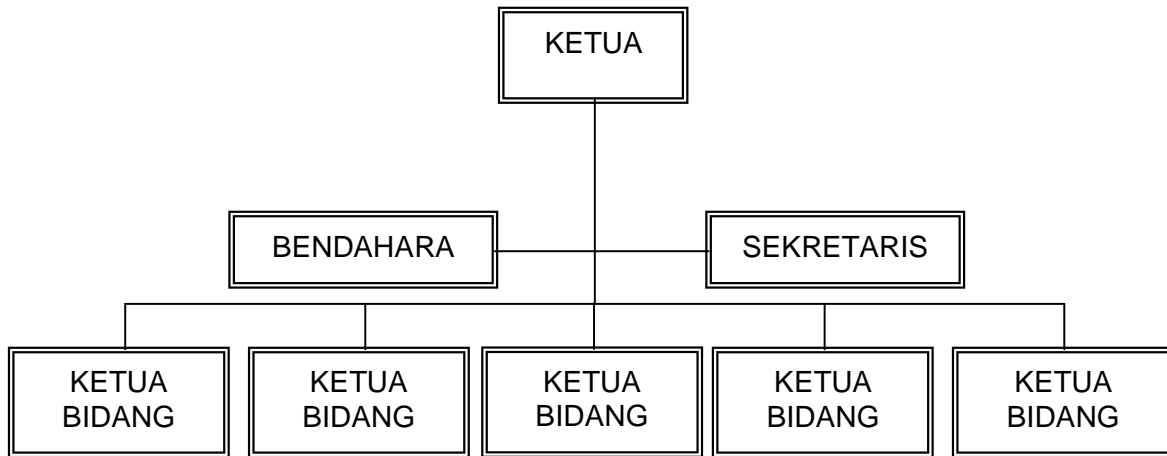 KETUA
BENDAHARA
SEKRETARIS
KETUA
BIDANG
KETUA
BIDANG
KETUA
BIDANG
KETUA
BIDANG
KETUA
BIDANG